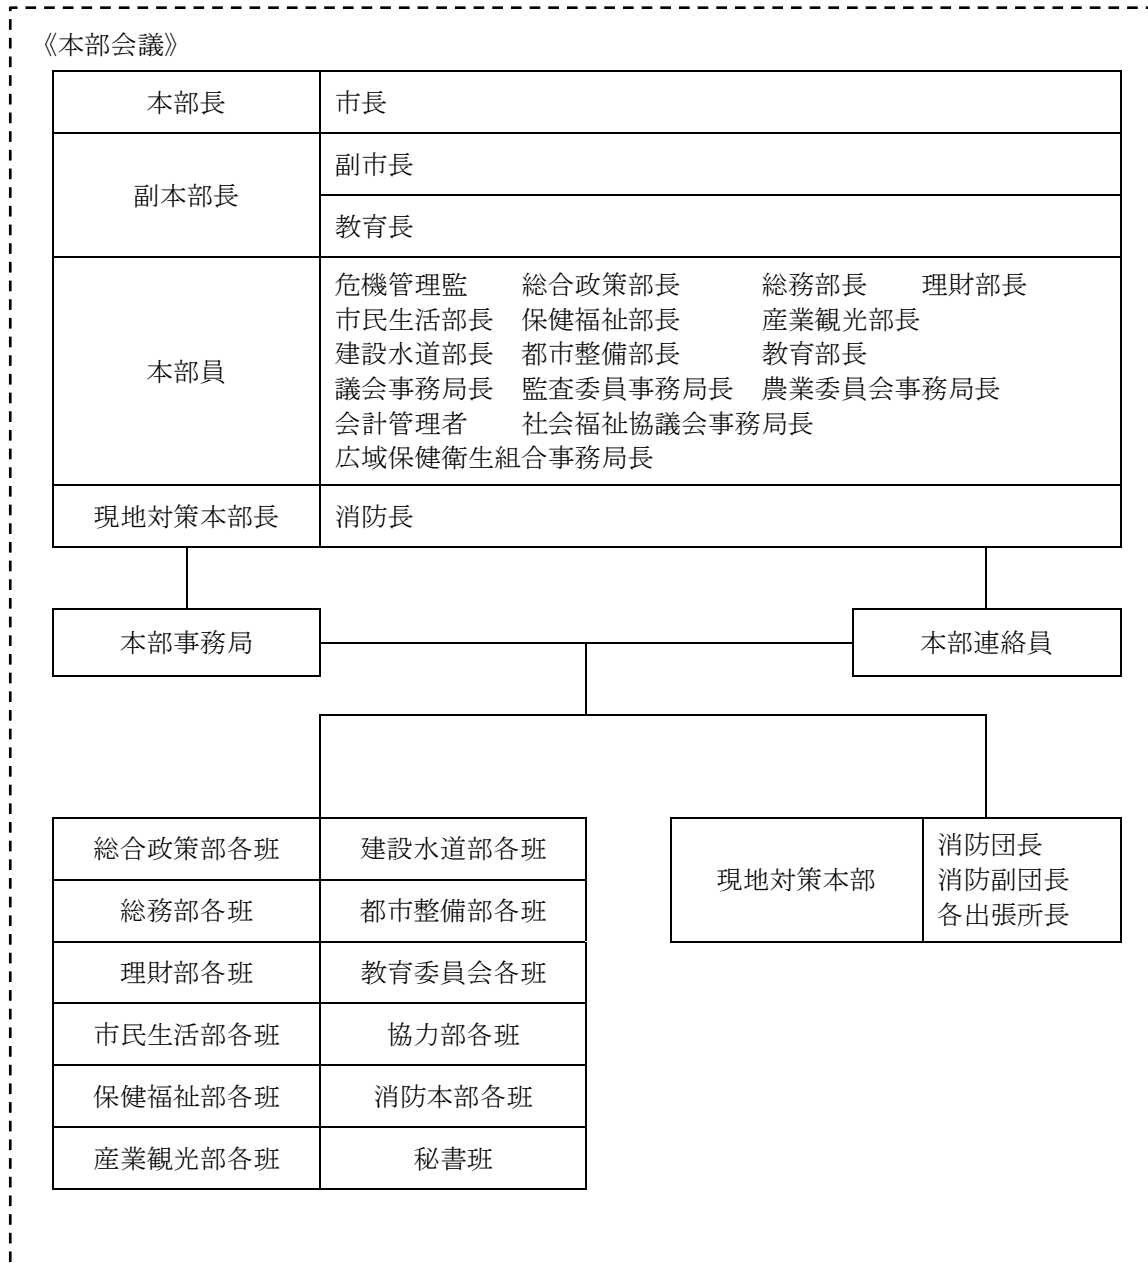 《本部会議》
本部長 市長
副本部長 副市長
教育長
本部員 危機管理監 総合政策部長 総務部長 理財部長
市民生活部長 保健福祉部長 産業観光部長
建設水道部長 都市整備部長 教育部長
議会事務局長 監査委員事務局長 農業委員会事務局長
会計管理者 社会福祉協議会事務局長
広域保健衛生組合事務局長
現地対策本部長 消防長
本部事務局 本部連絡員
総合政策部各班 建設水道部各班
総務部各班 都市整備部各班
理財部各班 教育委員会各班
市民生活部各班 協力部各班
保健福祉部各班 消防本部各班
産業観光部各班 秘書班
現地対策本部 消防団長
消防副団長
各出張所長